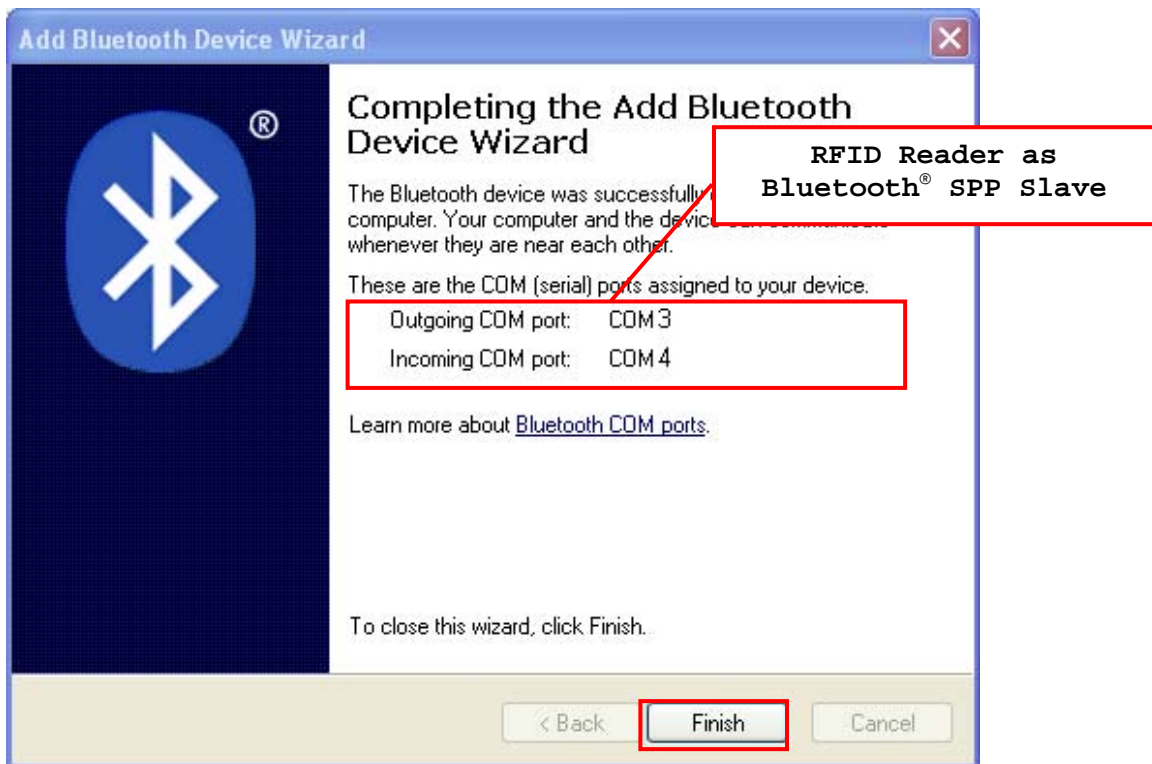 Add Bluetooth Device Wizard
®
Completing the Add Bluetooth
Device Wizard
RFID Reader as
Bluetooth® SPP Slave
The Bluetooth device was successfully
computer. Your computer and the device
whenever they are near each other.
These are the COM (serial) ports assigned to your device.
Outgoing COM port: COM3
Incoming COM port: COM4
Learn more about Bluetooth COM ports.
To close this wizard, click Finish.
< Back Finish Cancel